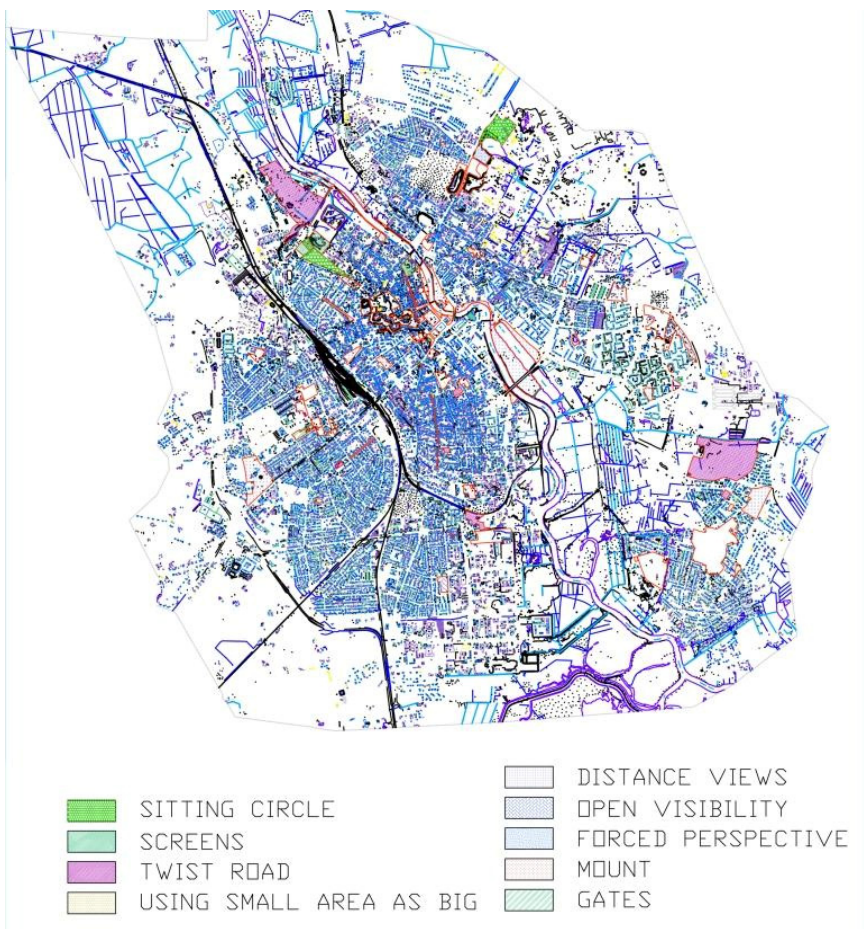 SITTING CIRCLE
SCREENS
TWIST ROAD
USING SMALL AREA AS BIG
DISTANCE VIEWS
OPEN VISIBILITY
FORCED PERSPECTIVE
MOUNT
GATES